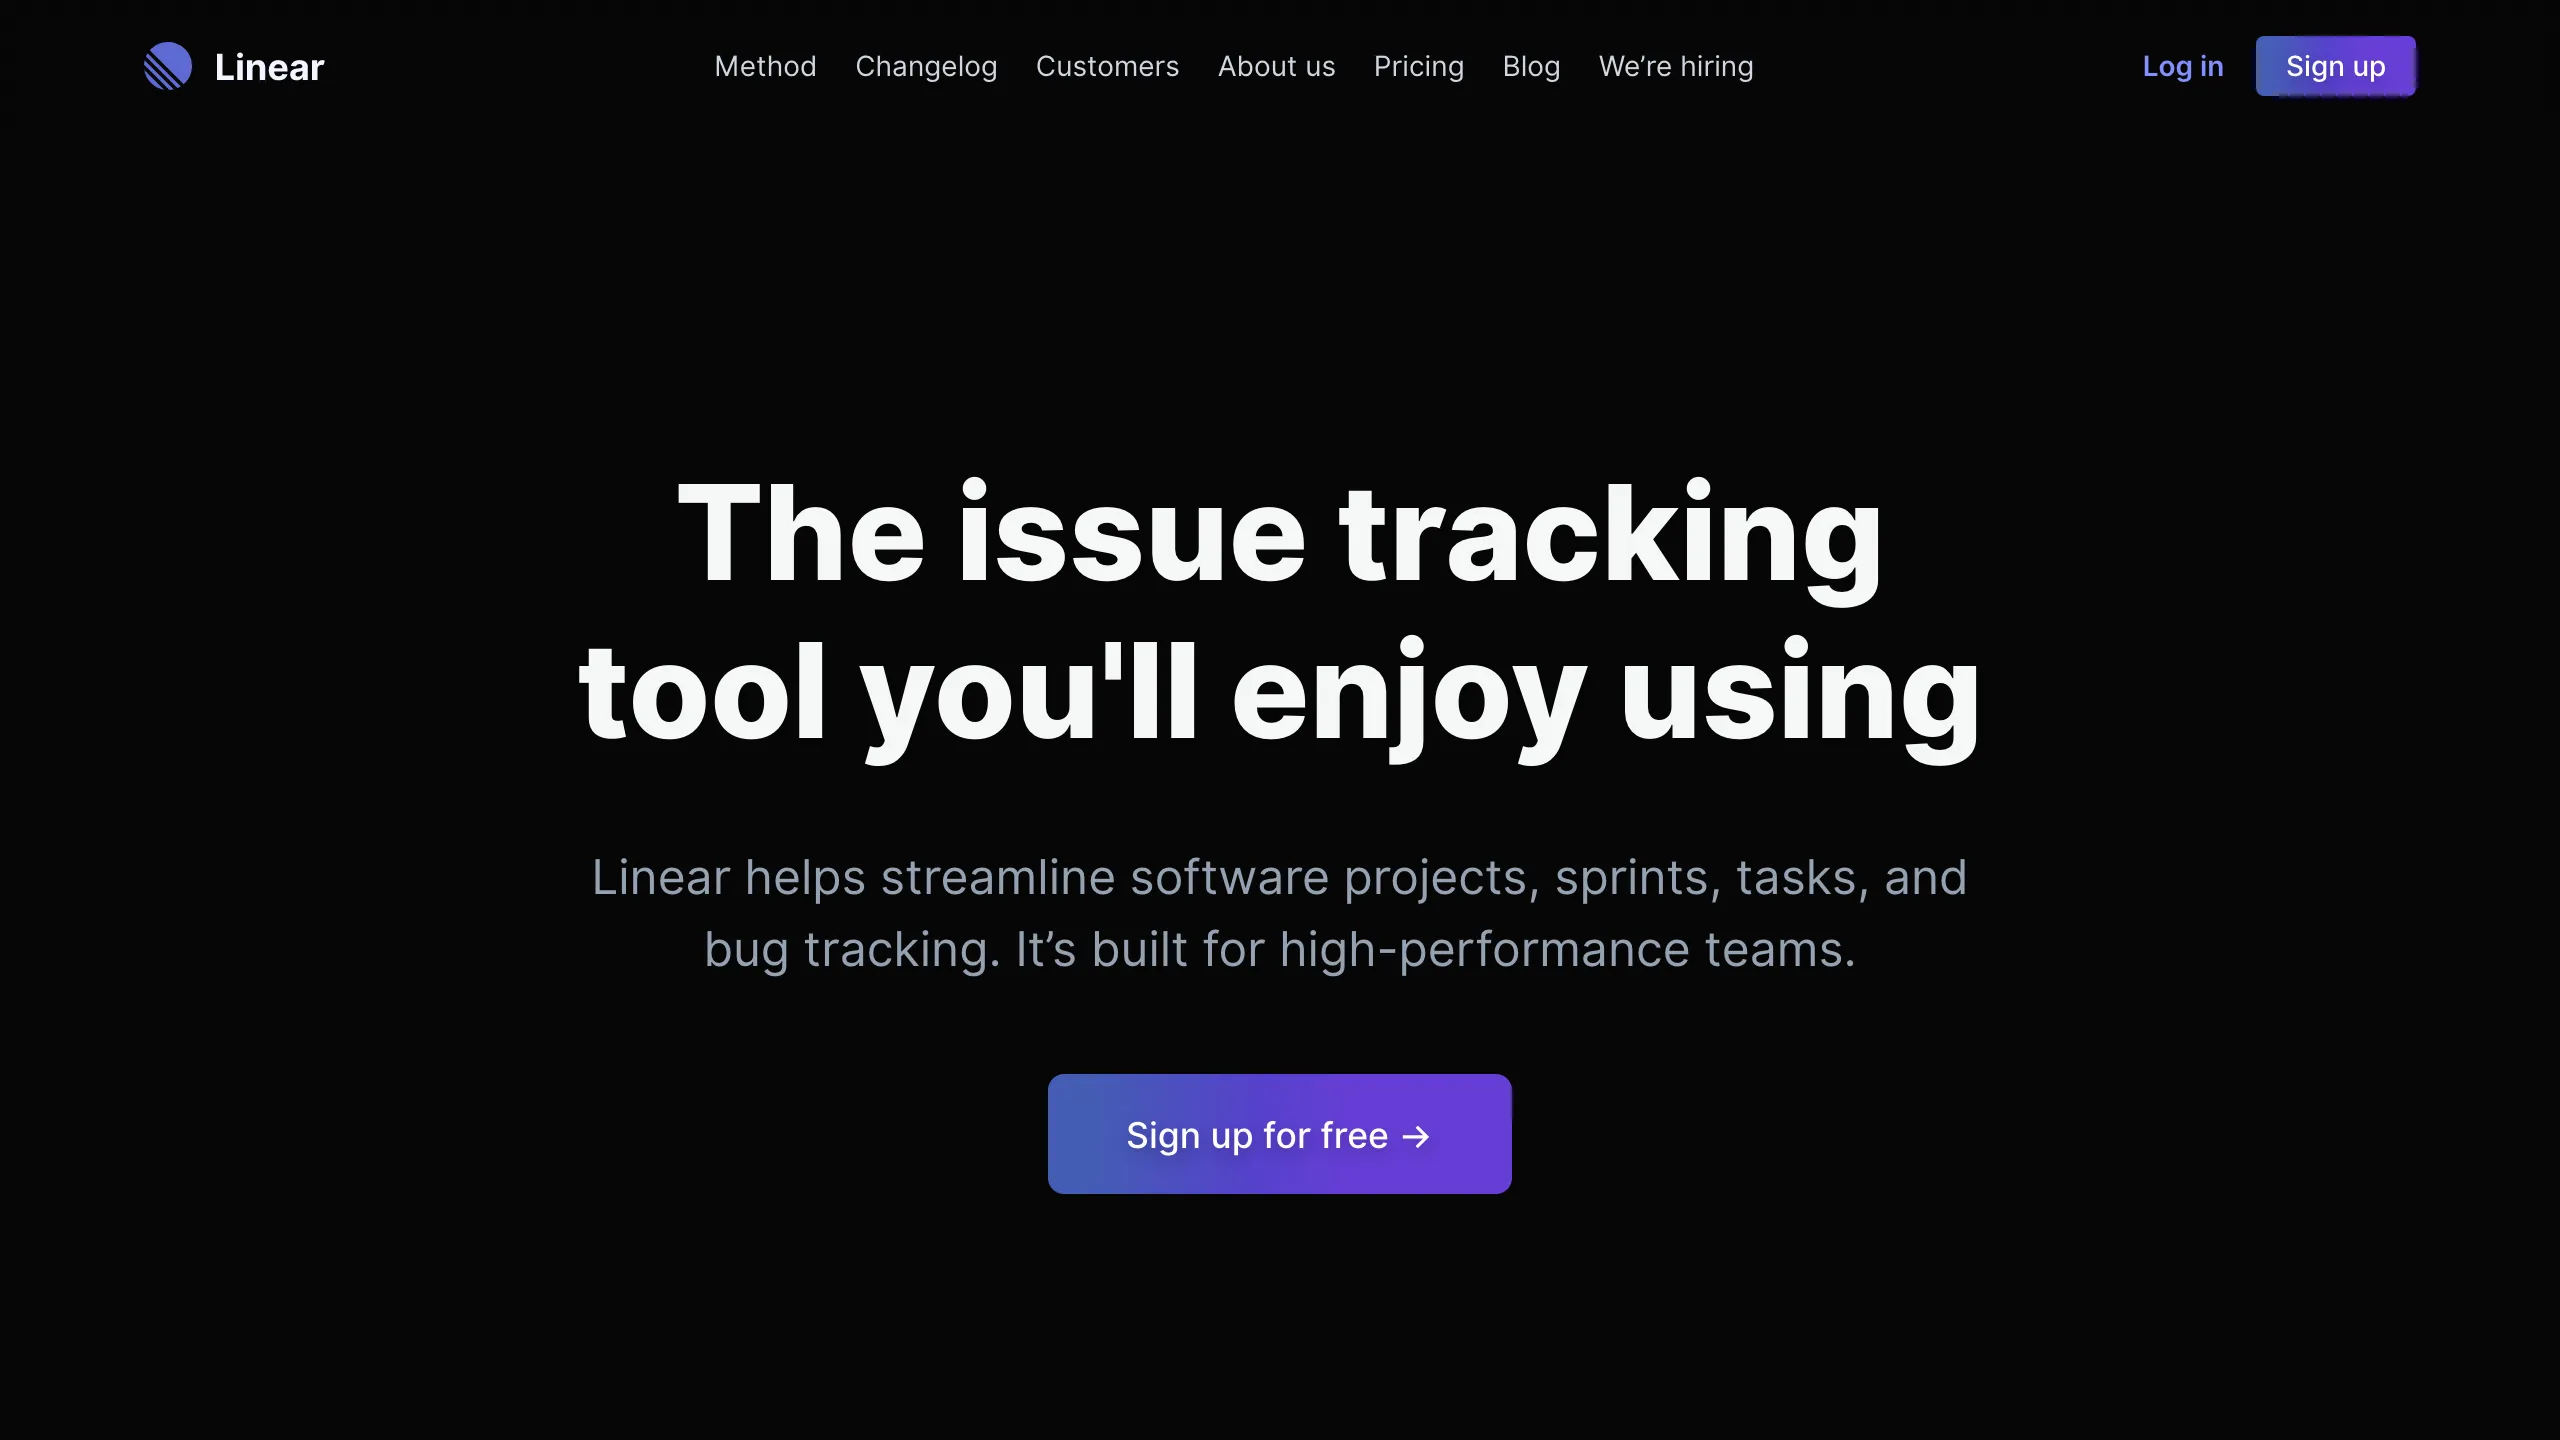 Linear
Method Changelog Customers About us Pricing Blog We’re hiring
Log in
Sign up
The issue tracking
tool you'll enjoy using
Linear helps streamline software projects, sprints, tasks, and
bug tracking. It’s built for high-performance teams.
Sign up for free →